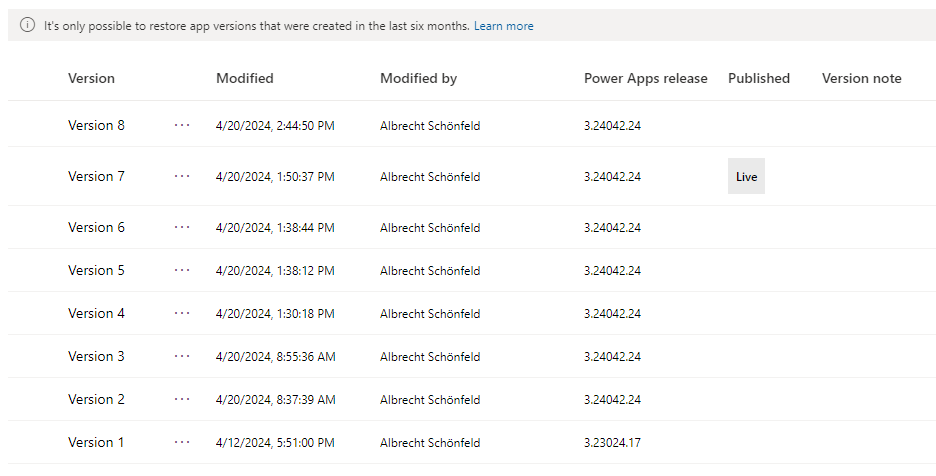 It's only possible to restore app versions that were created in the last six months. Learn more
Version Modified Modified by Power Apps release Published Version note
Version 8 ··· 4/20/2024, 2:44:50 PM Albrecht Schönfeld 3.24042.24
Version 7 ··· 4/20/2024, 1:50:37 PM Albrecht Schönfeld 3.24042.24 Live
Version 6 ··· 4/20/2024, 1:38:44 PM Albrecht Schönfeld 3.24042.24
Version 5 ··· 4/20/2024, 1:38:12 PM Albrecht Schönfeld 3.24042.24
Version 4 ··· 4/20/2024, 1:30:18 PM Albrecht Schönfeld 3.24042.24
Version 3 ··· 4/20/2024, 8:55:36 AM Albrecht Schönfeld 3.24042.24
Version 2 ··· 4/20/2024, 8:37:39 AM Albrecht Schönfeld 3.24042.24
Version 1 ··· 4/12/2024, 5:51:00 PM Albrecht Schönfeld 3.23024.17